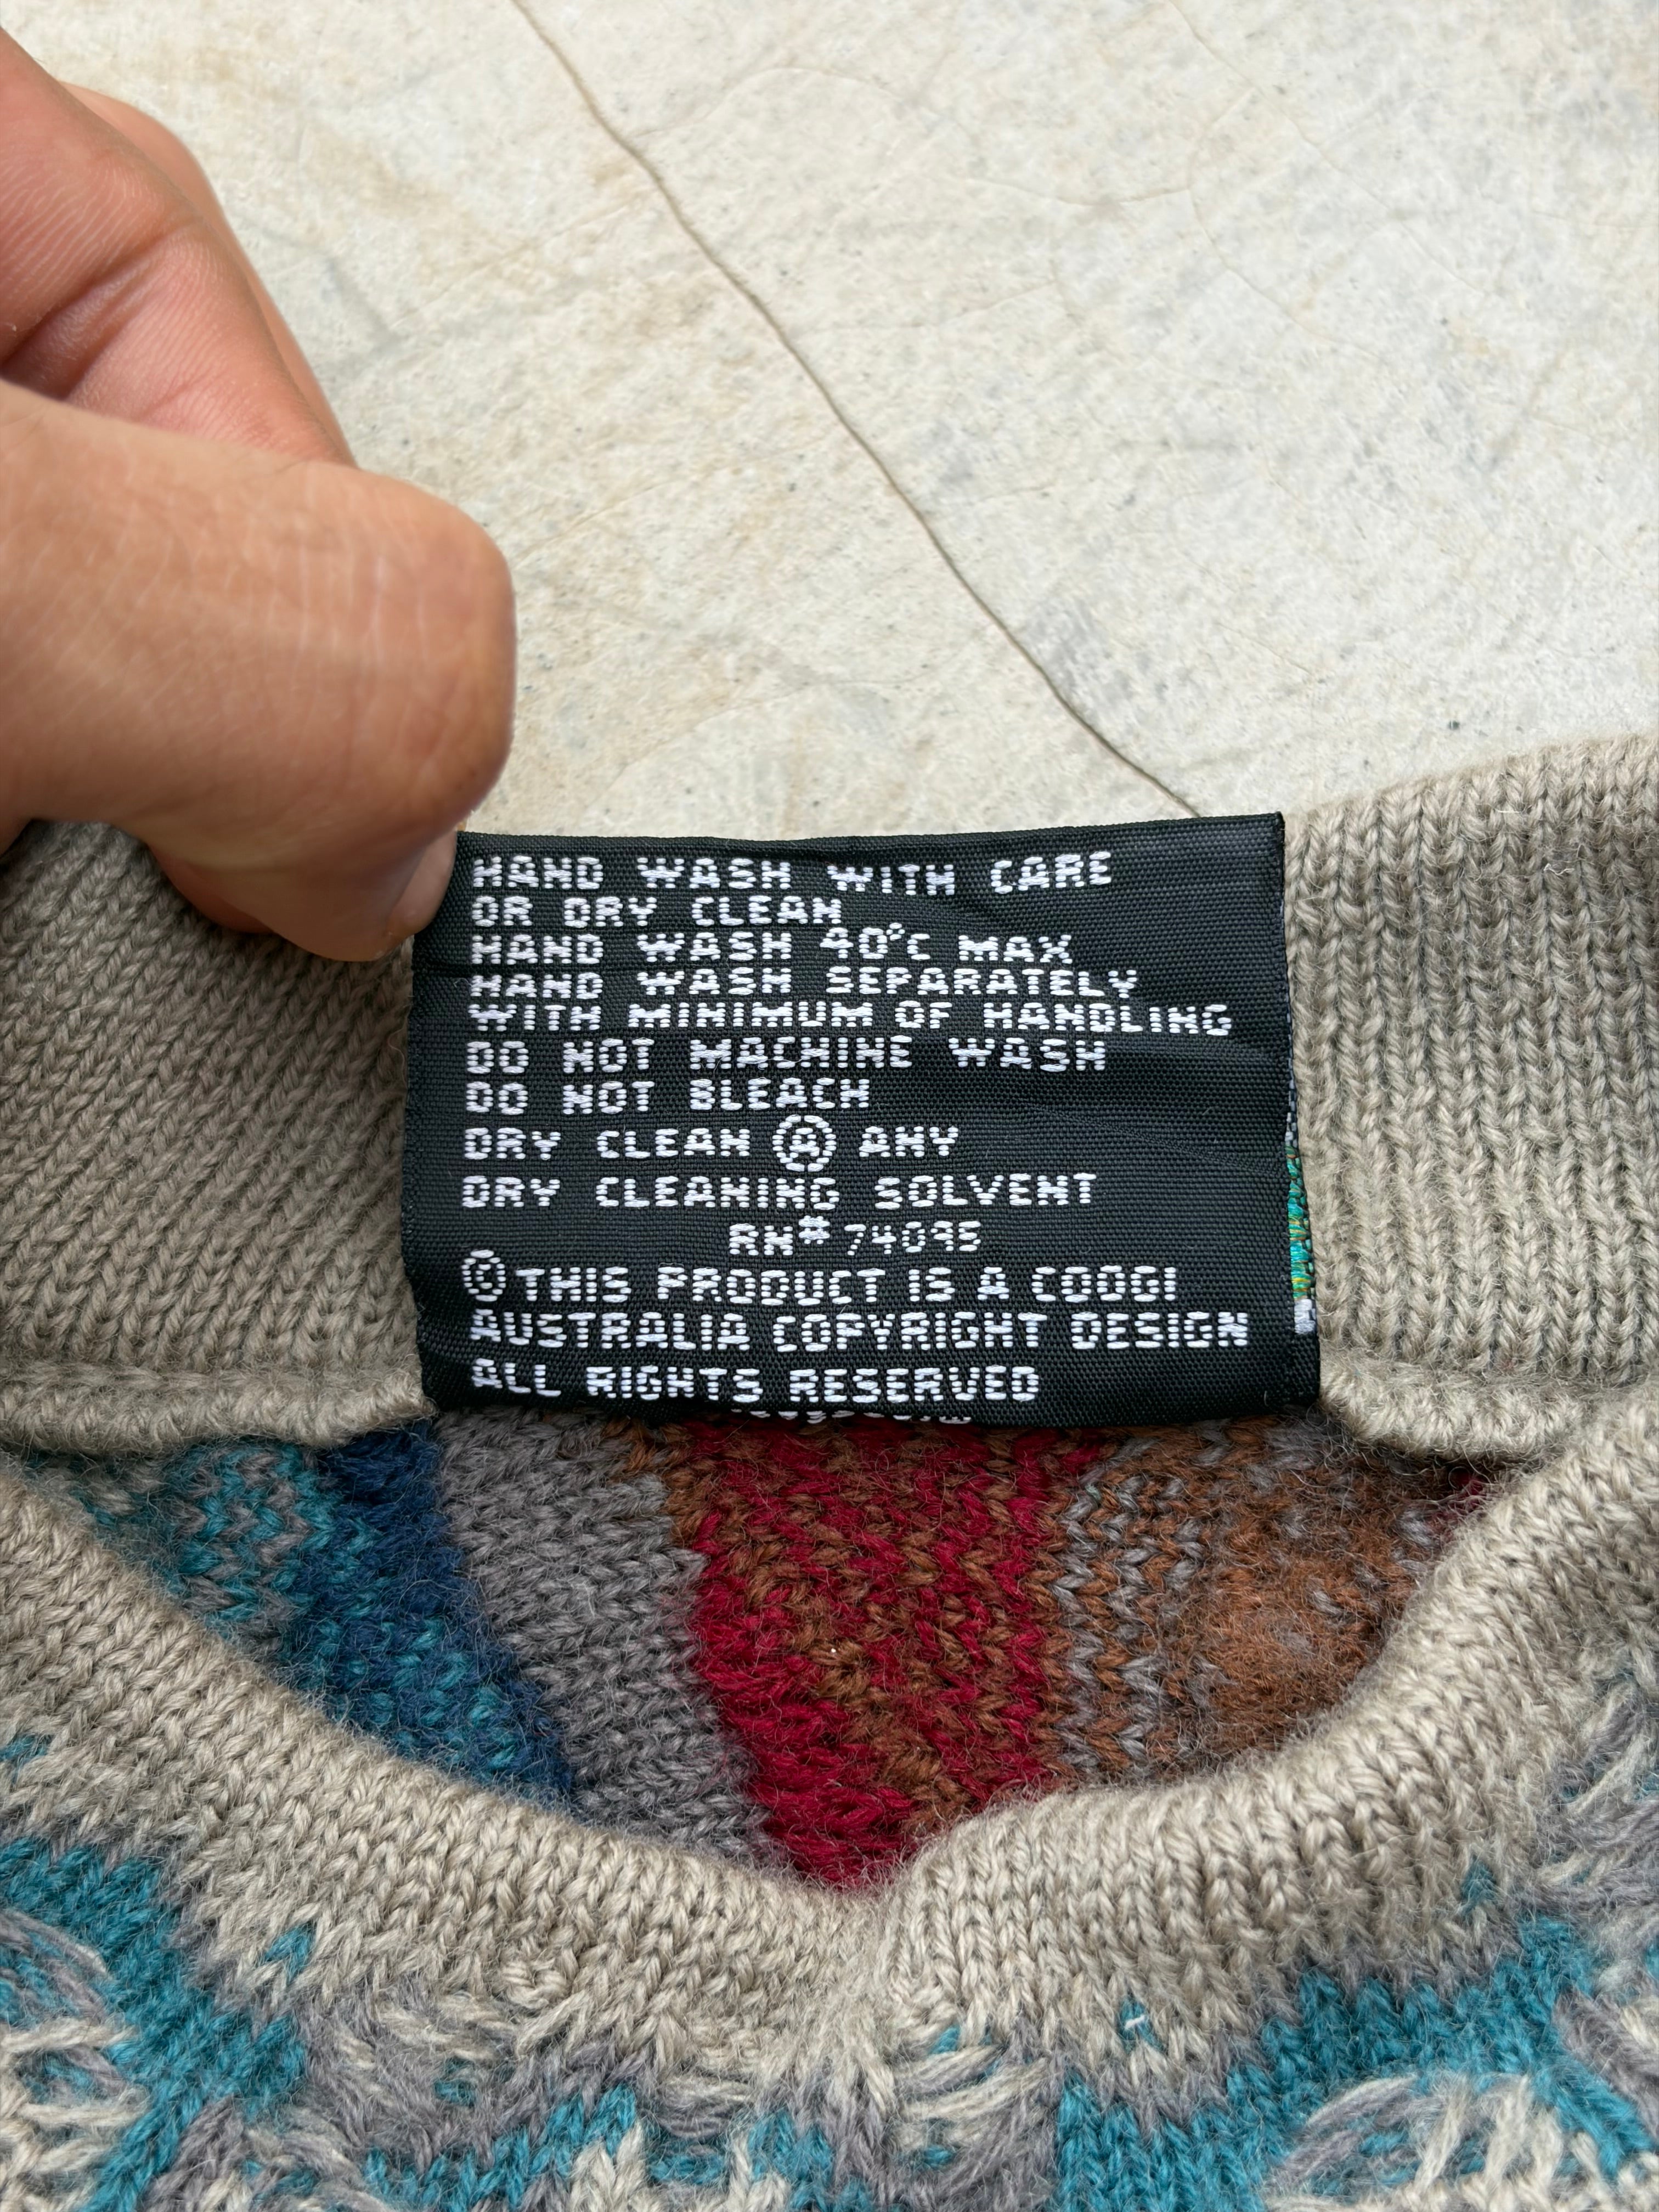 HAND WASH WITH CARE
OR DRY CLEAN
HAND WASH 40°C MAX
HAND WASH SEPARATELY
WITH MINIMUM OF HANDLING
DO NOT MACHINE WASH
DO NOT BLEACH
DRY CLEAN Ⓐ ANY
DRY CLEANING SOLVENT
RN# 74095
© THIS PRODUCT IS A COOGI
AUSTRALIA COPYRIGHT DESIGN
ALL RIGHTS RESERVED